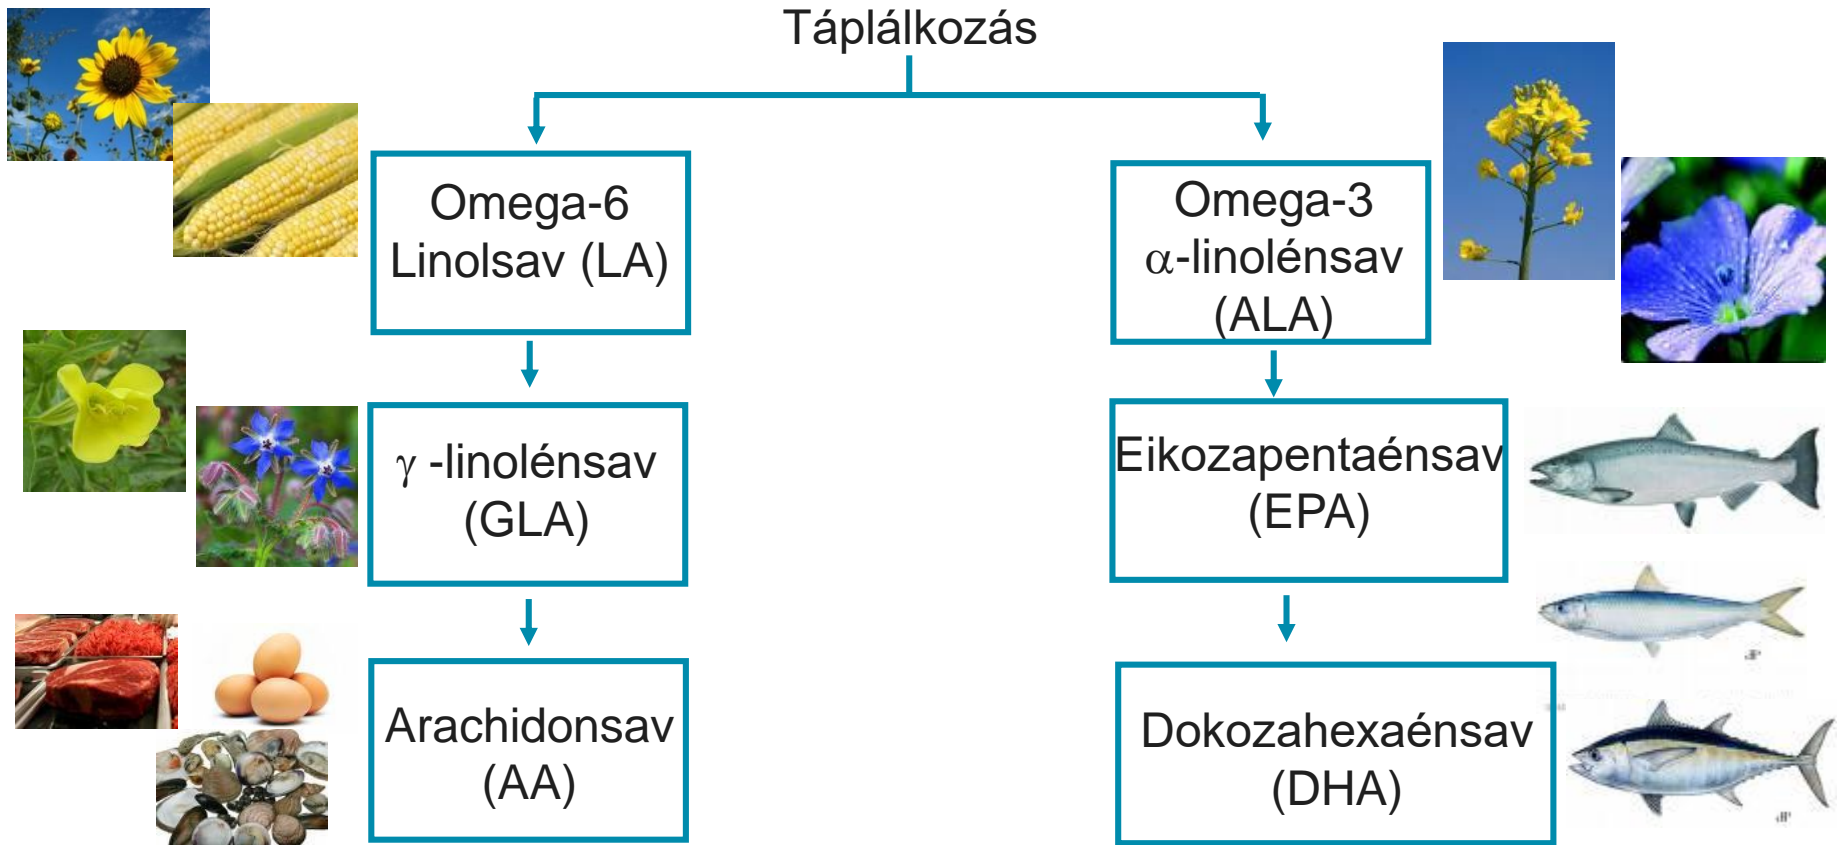 Táplálkozás
Omega-6
Linolsav (LA)
Omega-3
α-linolénsav
(ALA)
γ -linolénsav
(GLA)
Eikozapentaénsav
(EPA)
Arachidonsav
(AA)
Dokozahexaénsav
(DHA)